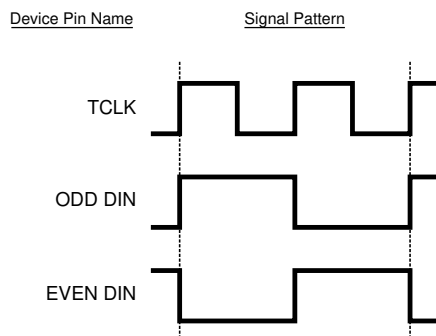 Device Pin Name Signal Pattern
TCLK
ODD DIN
EVEN DIN